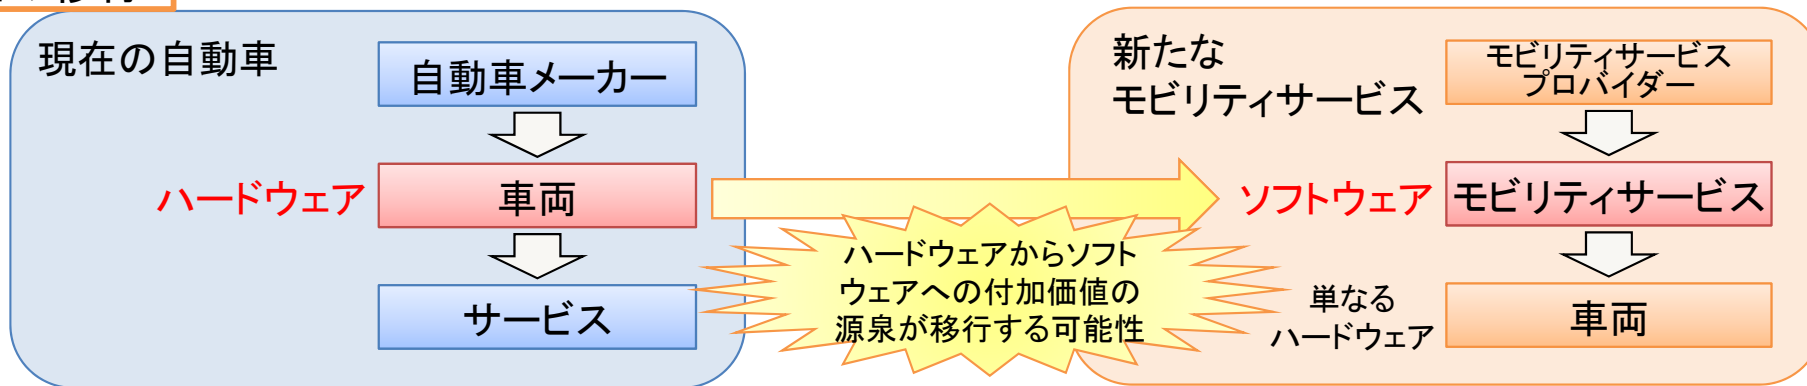 現在の自動車
自動車メーカー
ハードウェア
車両
サービス
ハードウェアからソフト
ウェアへの付加価値の
源泉が移行する可能性
新たな
モビリティサービス
モビリティサービス
プロバイダー
ソフトウェア
モビリティサービス
単なる
ハードウェア
車両